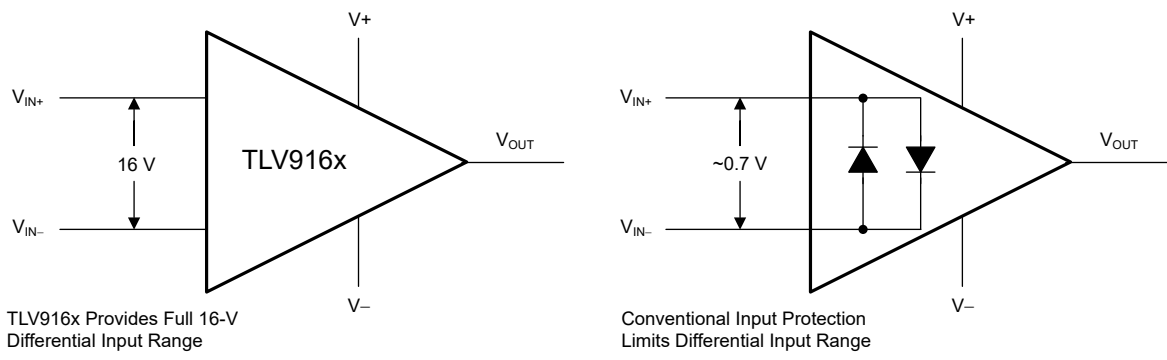 V+
V+
VIN+
VIN+
16 V
TLV916x
VOUT
~0.7 V
VOUT
VIN–
VIN–
V–
V–
TLV916x Provides Full 16-V
Differential Input Range
Conventional Input Protection
Limits Differential Input Range